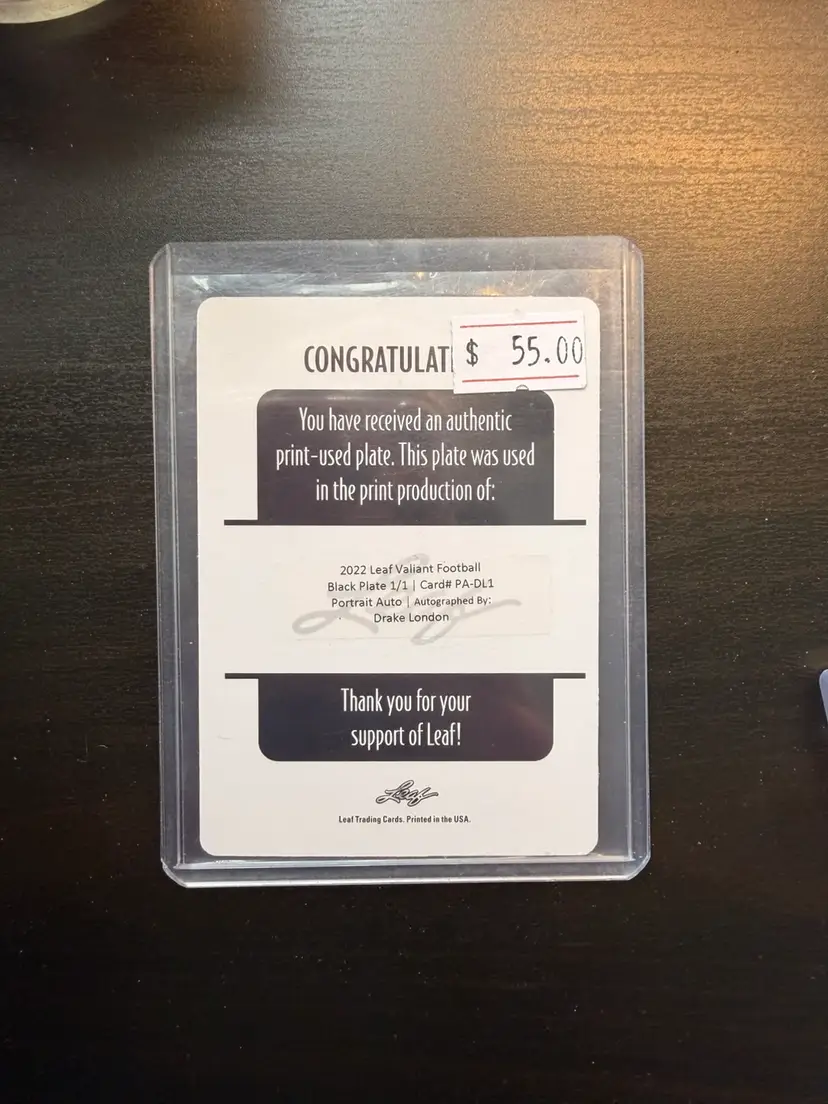 CONGRATULAT
$ 55.00
You have received an authentic
print-used plate. This plate was used
in the print production of:
2022 Leaf Valiant Football
Black Plate 1/1 | Card# PA-DL1
Portrait Auto | Autographed By:
Drake London
Leaf
Thank you for your
support of Leaf!
Leaf
Leaf Trading Cards. Printed in the USA.